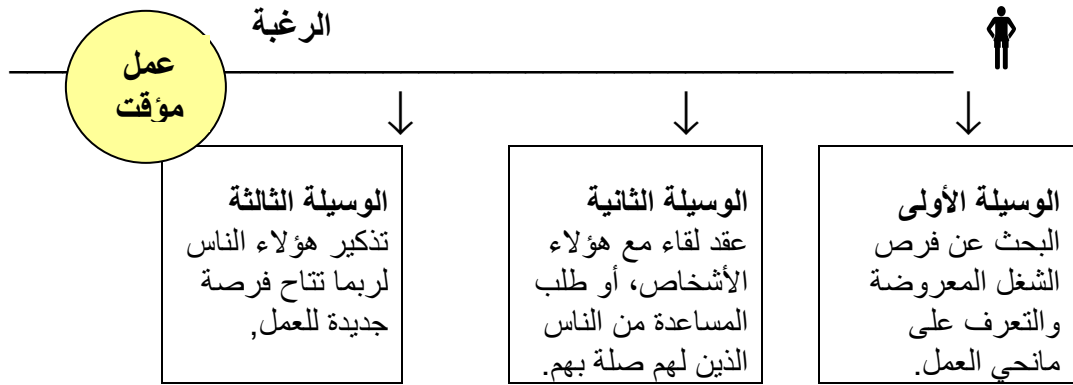 الرغبة
عمل
مؤقت
الوسيلة الأولى
البحث عن فرص
الشغل المعروضة
والتعرف على
مانحي العمل.
الوسيلة الثانية
عقد لقاء مع هؤلاء
الأشخاص، أو طلب
المساعدة من الناس
الذين لهم صلة بهم.
الوسيلة الثالثة
تذكير هؤلاء الناس
لربما تتاح فرصة
جديدة للعمل,